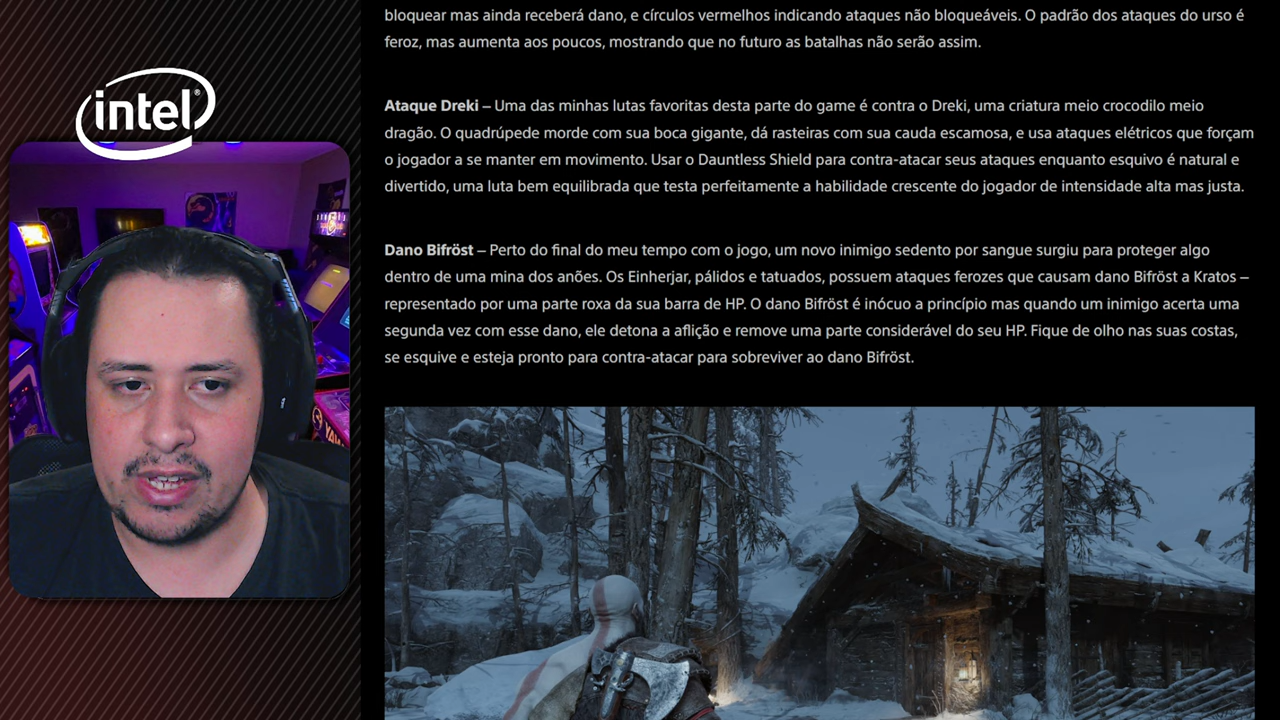 bloquear mas ainda receberá dano, e círculos vermelhos indicando ataques não bloqueáveis. O padrão dos ataques do urso é
feroz, mas aumenta aos poucos, mostrando que no futuro as batalhas não serão assim.
intel®
Ataque Dreki – Uma das minhas lutas favoritas desta parte do game é contra o Dreki, uma criatura meio crocodilo meio
dragão. O quadrúpede morde com sua boca gigante, dá rasteiras com sua cauda escamosa, e usa ataques elétricos que forçam
o jogador a se manter em movimento. Usar o Dauntless Shield para contra-atacar seus ataques enquanto esquivo é natural e
divertido, uma luta bem equilibrada que testa perfeitamente a habilidade crescente do jogador de intensidade alta mas justa.
Dano Bifröst – Perto do final do meu tempo com o jogo, um novo inimigo sedento por sangue surgiu para proteger algo
dentro de uma mina dos anões. Os Einherjar, pálidos e tatuados, possuem ataques ferozes que causam dano Bifröst a Kratos –
representado por uma parte roxa da sua barra de HP. O dano Bifröst é inócuo a princípio mas quando um inimigo acerta uma
segunda vez com esse dano, ele detona a aflição e remove uma parte considerável do seu HP. Fique de olho nas suas costas,
se esquive e esteja pronto para contra-atacar para sobreviver ao dano Bifröst.